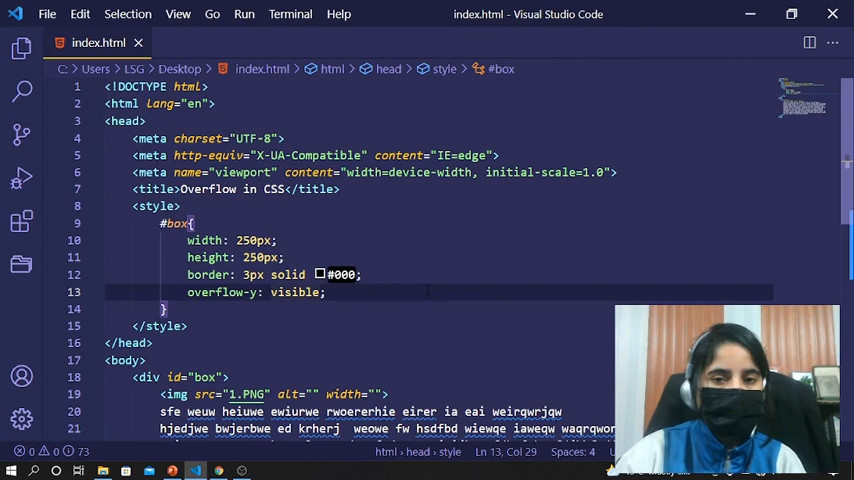 File Edit Selection View Go Run Terminal Help index.html - Visual Studio Code
index.html
C: > Users > LSG > Desktop > index.html > html > head > style > #box
1 <!DOCTYPE html>
2 <html lang="en">
3 <head>
4 <meta charset="UTF-8">
5 <meta http-equiv="X-UA-Compatible" content="IE=edge">
6 <meta name="viewport" content="width=device-width, initial-scale=1.0">
7 <title>Overflow in CSS</title>
8 <style>
9 #box{
10 width: 250px;
11 height: 250px;
12 border: 3px solid #000;
13 overflow-y: visible;
14 }
15 </style>
16 </head>
17 <body>
18 <div id="box">
19 <img src="1.PNG" alt="" width="">
20 sfe weuw heiuwe ewiurwe rwoererhie eirer ia eai weirqwrjqw
21 hjedjwj bwjerbwe ed krherj weowe fw hsdfbd wiewqe iaweqw waqrqwor
0 0 73 html > head > style Ln 13, Col 29 Spaces: 4